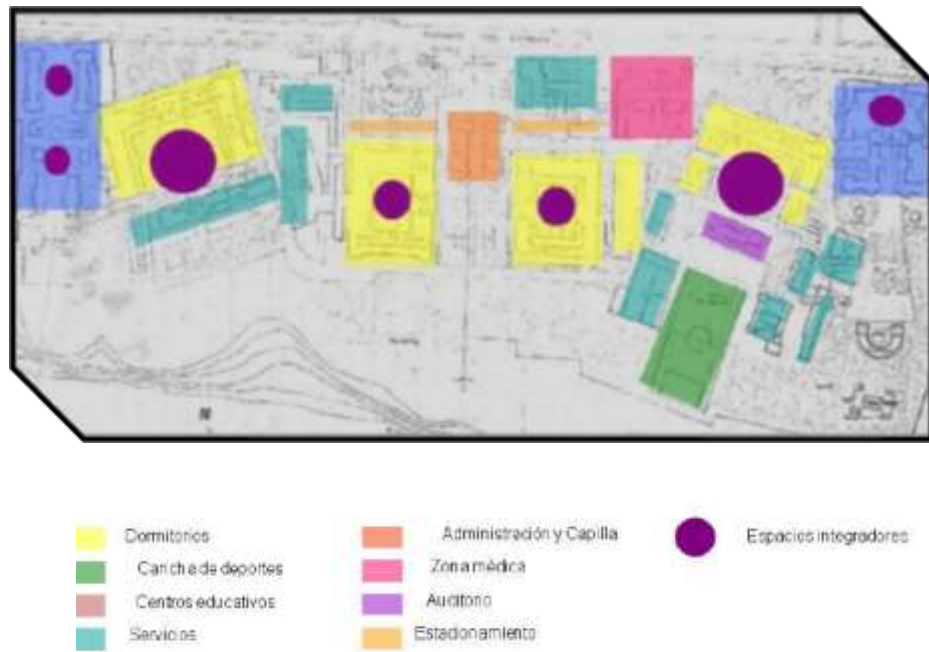 Dormitorios
Cancha de deportes
Centros educativos
Servicios
Administración y Capilla
Zona médica
Auditorio
Estacionamiento
Espacios integradores